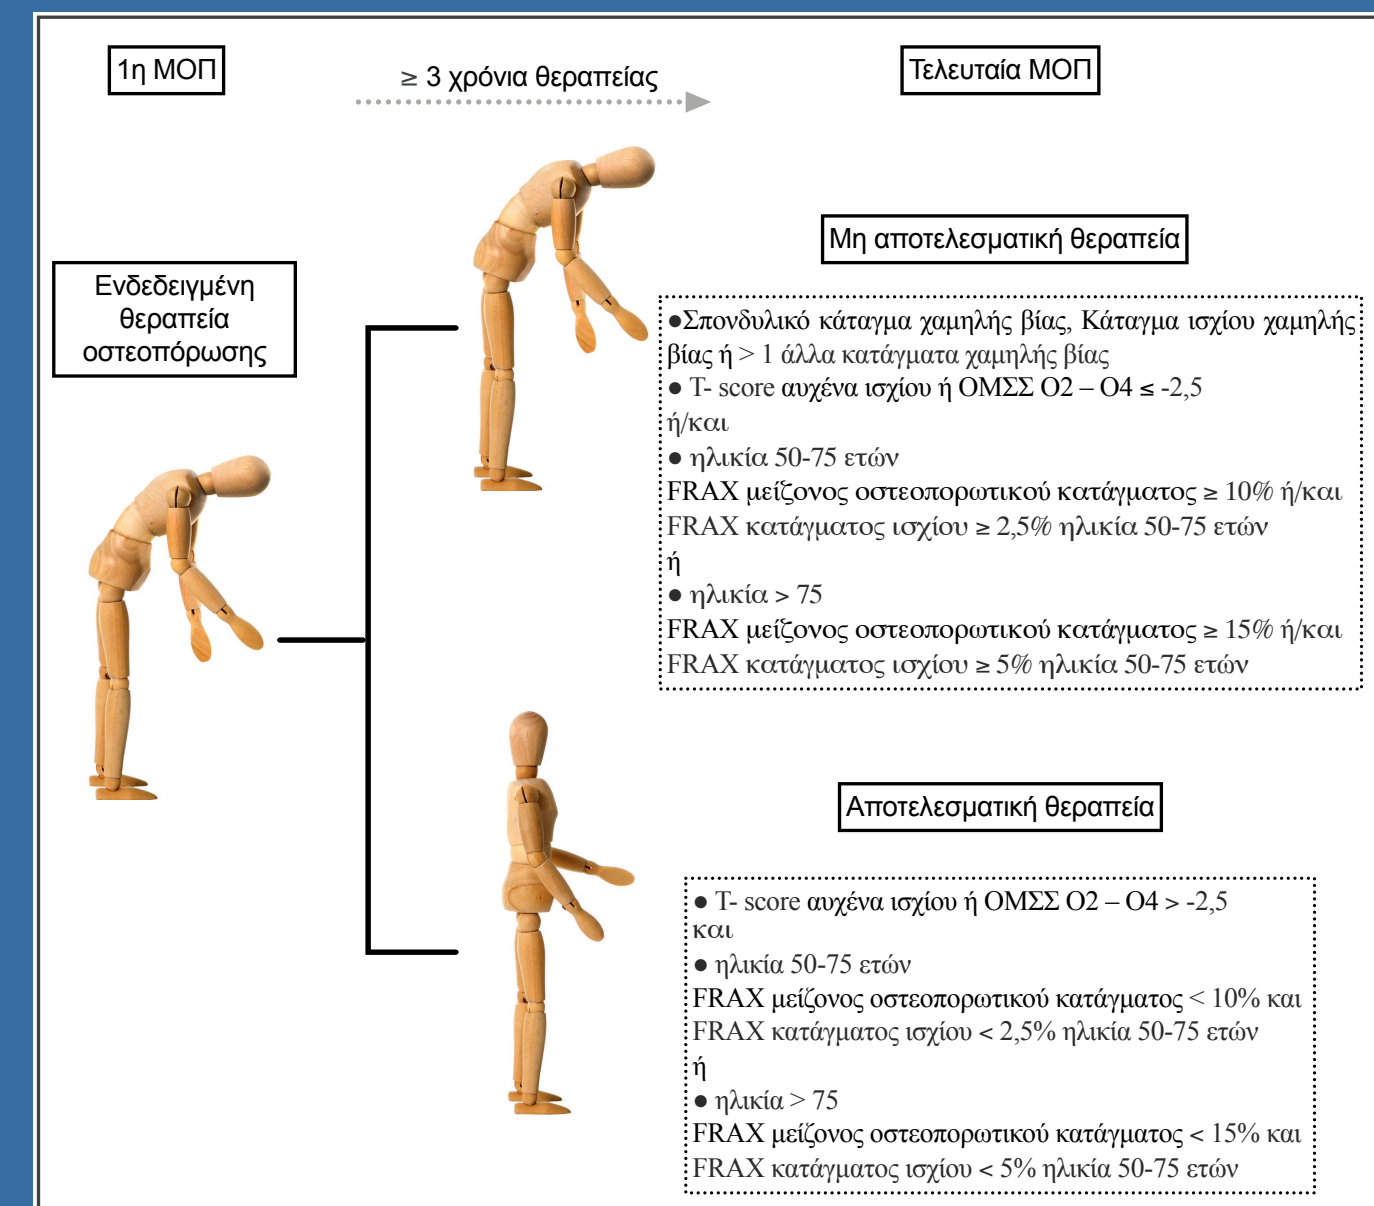 1η ΜΟΠ
≥ 3 χρόνια θεραπείας
Τελευταία ΜΟΠ
Ενδεδειγμένη
θεραπεία
οστεοπόρωσης
Μη αποτελεσματική θεραπεία
●Σπονδυλικό κάταγμα χαμηλής βίας, Κάταγμα ισχίου χαμηλής
βίας ή > 1 άλλα κατάγματα χαμηλής βίας
● T- score αυχένα ισχίου ή ΟΜΣΣ Ο2 – Ο4 ≤ -2,5
ή/και
● ηλικία 50-75 ετών
FRAX μείζονος οστεοπορωτικού κατάγματος ≥ 10% ή/και
FRAX κατάγματος ισχίου ≥ 2,5% ηλικία 50-75 ετών
ή
● ηλικία > 75
FRAX μείζονος οστεοπορωτικού κατάγματος ≥ 15% ή/και
FRAX κατάγματος ισχίου ≥ 5% ηλικία 50-75 ετών
Αποτελεσματική θεραπεία
● T- score αυχένα ισχίου ή ΟΜΣΣ Ο2 – Ο4 > -2,5
και
● ηλικία 50-75 ετών
FRAX μείζονος οστεοπορωτικού κατάγματος < 10% και
FRAX κατάγματος ισχίου < 2,5% ηλικία 50-75 ετών
ή
● ηλικία > 75
FRAX μείζονος οστεοπορωτικού κατάγματος < 15% και
FRAX κατάγματος ισχίου < 5% ηλικία 50-75 ετών